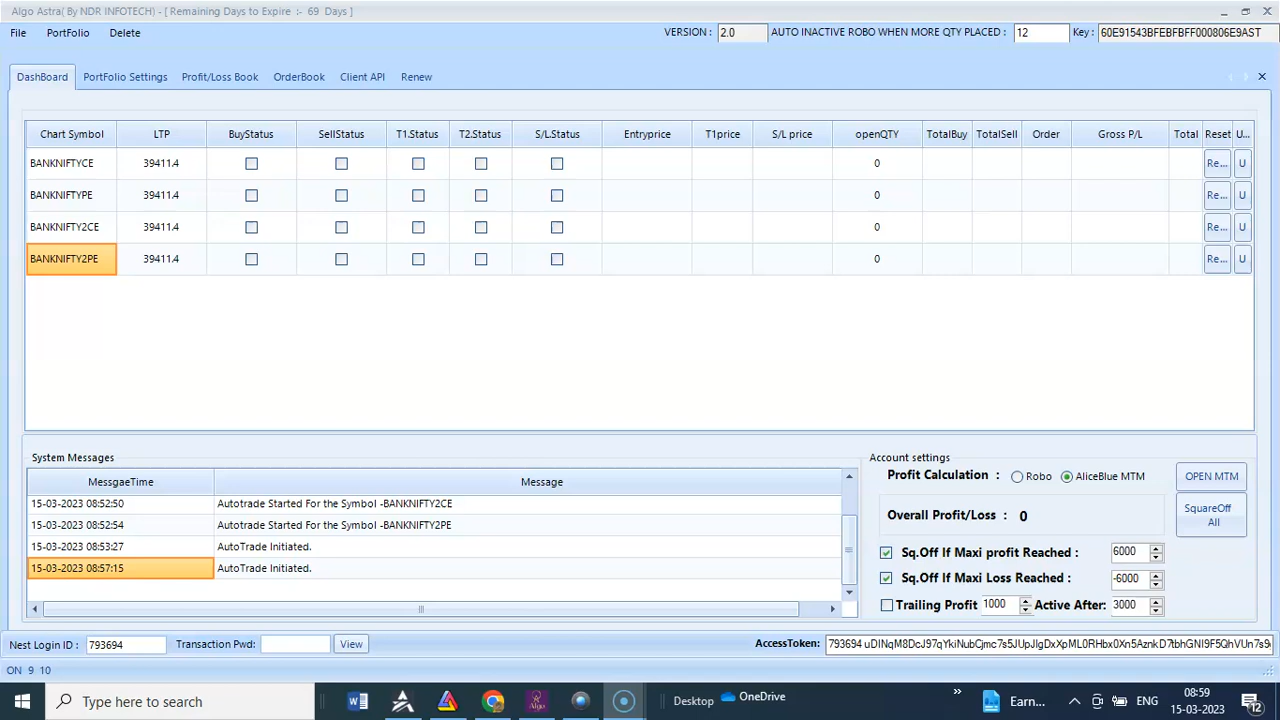 Algo Astra( By NDR INFOTECH) - [ Remaining Days to Expire :- 69 Days ]
File PortFolio Delete VERSION : 2.0 AUTO INACTIVE ROBO WHEN MORE QTY PLACED : 12 Key : 60E91543BFEBFBFF000806E9AST
DashBoard PortFolio Settings Profit/Loss Book OrderBook Client API Renew
Chart Symbol LTP BuyStatus SellStatus T1.Status T2.Status S/L.Status Entryprice T1price S/L price openQTY TotalBuy TotalSell Order Gross P/L Total Reset U...
BANKNIFTYCE 39411.4 0 Re... U
BANKNIFTYPE 39411.4 0 Re... U
BANKNIFTY2CE 39411.4 0 Re... U
BANKNIFTY2PE 39411.4 0 Re... U
System Messages
MessgaeTime Message
15-03-2023 08:52:50 Autotrade Started For the Symbol -BANKNIFTY2CE
15-03-2023 08:52:54 Autotrade Started For the Symbol -BANKNIFTY2PE
15-03-2023 08:53:27 AutoTrade Initiated.
15-03-2023 08:57:15 AutoTrade Initiated.
Account settings
Profit Calculation : Robo AliceBlue MTM OPEN MTM
Overall Profit/Loss : 0 SquareOff
All
Sq.Off If Maxi profit Reached : 6000
Sq.Off If Maxi Loss Reached : -6000
Trailing Profit 1000 Active After: 3000
Nest Login ID : 793694 Transaction Pwd: View AccessToken:
ON 9 10
Type here to search Desktop OneDrive Earn... ENG 08:59
15-03-2023
12
Algo